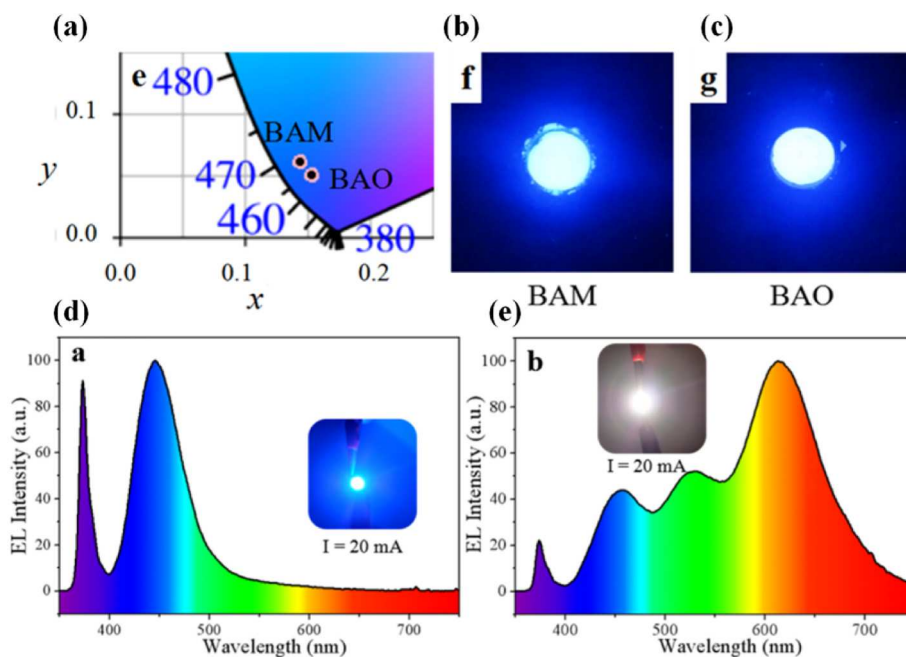 (a)
(b)
(c)
e
480
0.1
BAM
y
470
BAO
460
0.0
380
0.0
0.1
0.2
x
f
BAM
g
BAO
(d)
(e)
a
100
80
60
40
20
0
EL Intensity (a.u.)
I = 20 mA
400
500
600
700
Wavelength (nm)
b
100
80
60
40
20
0
EL Intensity (a.u.)
I = 20 mA
400
500
600
700
Wavelength (nm)